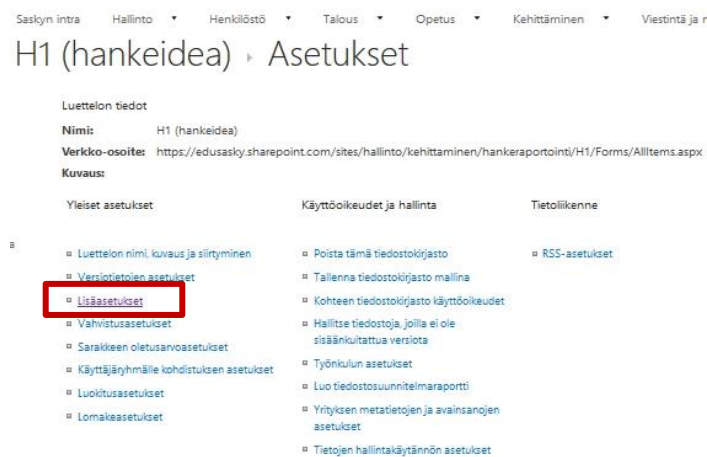 Saskyn intra Hallinto ▼ Henkilöstö ▼ Talous ▼ Opetus ▼ Kehittäminen ▼ Viestintä ja
H1 (hankeidea) › Asetukset
Luettelon tiedot
Nimi: H1 (hankeidea)
Verkko-osoite: https://edusasky.sharepoint.com/sites/hallinto/kehittaminen/hankeraportointi/H1/Forms/AllItems.aspx
Kuvaus:
Yleiset asetukset
Luettelon nimi, kuvaus ja siirtyminen
Versiotietojen asetukset
Lisäasetukset
Vahvistusasetukset
Sarakkeen oletusarvoasetukset
Käyttäjäryhmälle kohdistuksen asetukset
Luokitusasetukset
Lomakeasetukset
Käyttöoikeudet ja hallinta
Poista tämä tiedostokirjasto
Tallenna tiedostokirjasto mallina
Kohteen tiedostokirjasto käyttöoikeudet
Hallitse tiedostoja, joilla ei ole
sisäänkuitattua versiota
Työnkulun asetukset
Luo tiedostosuunnitelmaraportti
Yrityksen metatietojen ja avainsanojen
asetukset
Tietojen hallintakäytännön asetukset
Tietoliikenne
RSS-asetukset